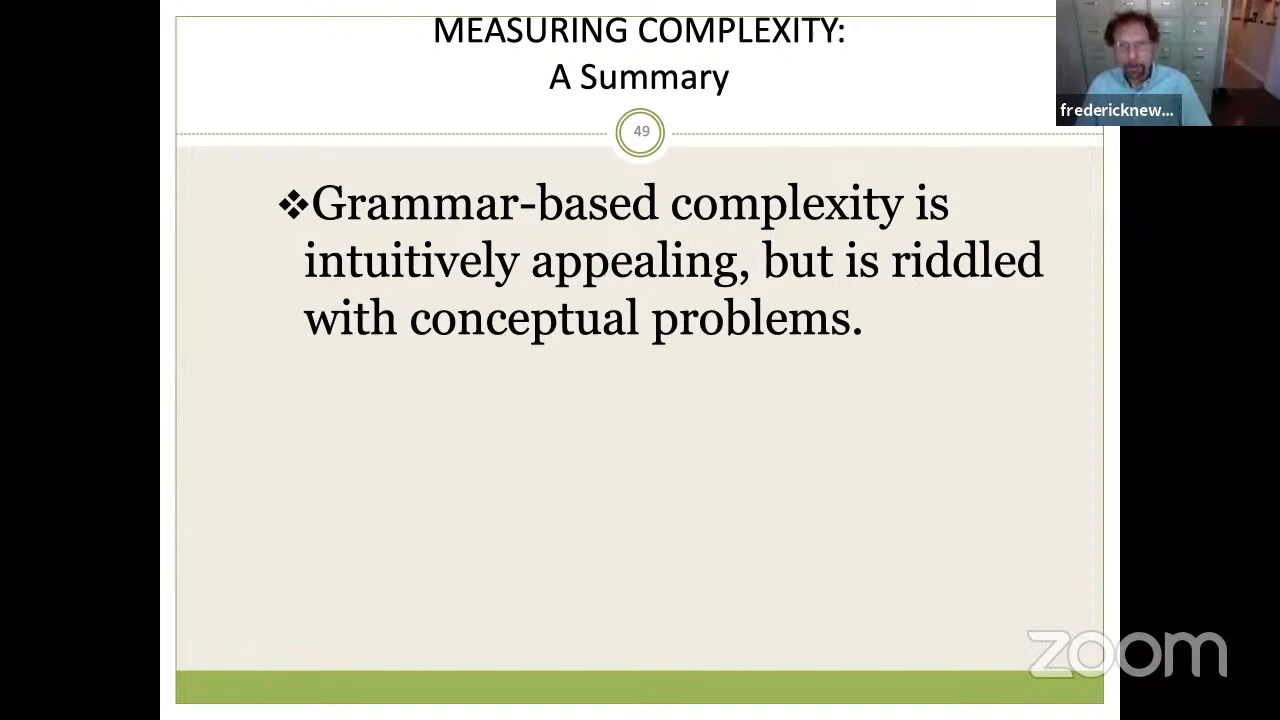 MEASURING COMPLEXITY:
A Summary
fredericknew...
49
❖Grammar-based complexity is
intuitively appealing, but is riddled
with conceptual problems.
zoom